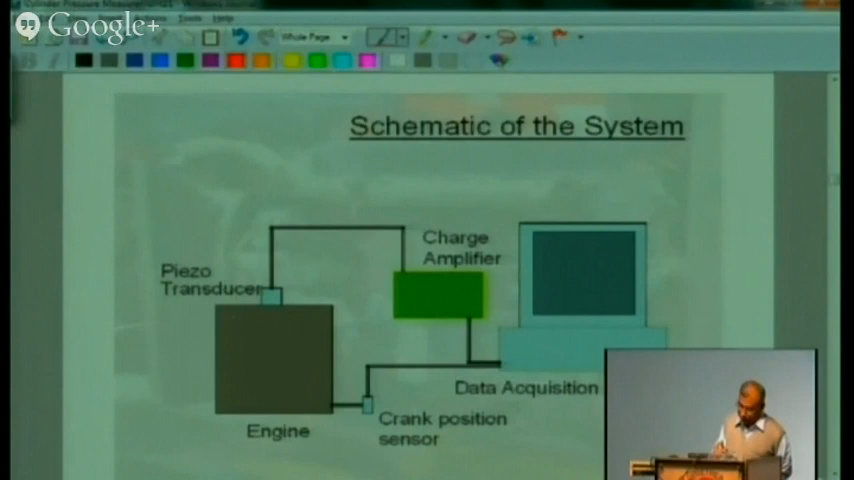 Google+
Whole Page
Schematic of the System
Charge
Amplifier
Piezo
Transducer
Data Acquisition
Crank position
sensor
Engine